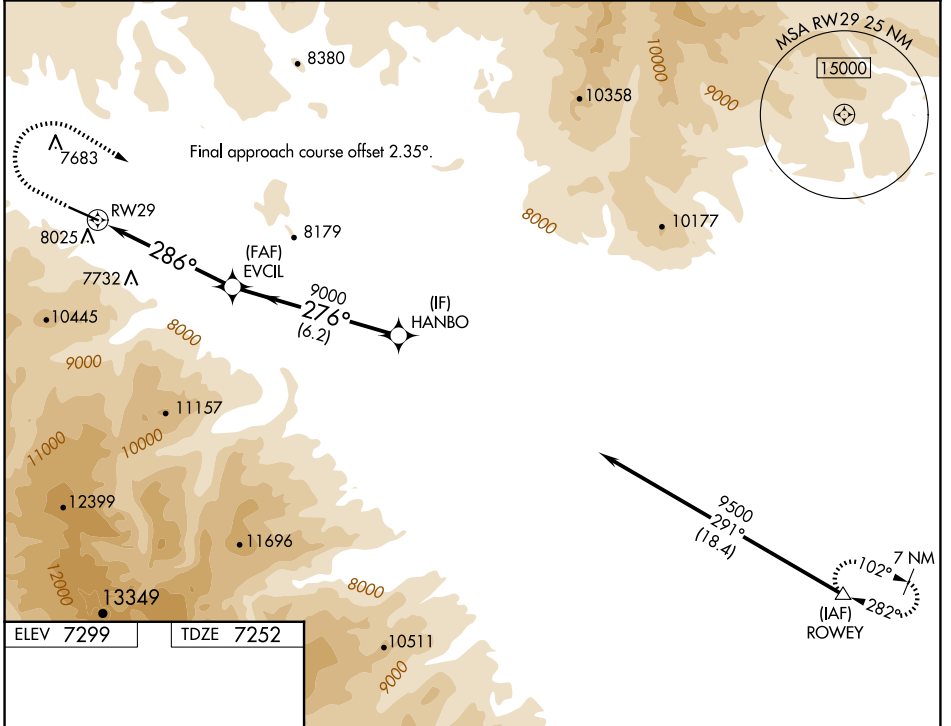 MSA RW29 25 NM
15000
8380
10000
10358
9000
7683
Final approach course offset 2.35°.
RW29
8025
8179
8000
10177
286°
(FAF)
EVCIL
7732
9000
276°
(6.2)
(IF)
HANBO
10445
8000
9000
11157
11000
10000
12399
9500
291°
(18.4)
11696
7 NM
102°
282°
12000
8000
13349
(IAF)
ROWEY
ELEV 7299
TDZE 7252
10511
9000